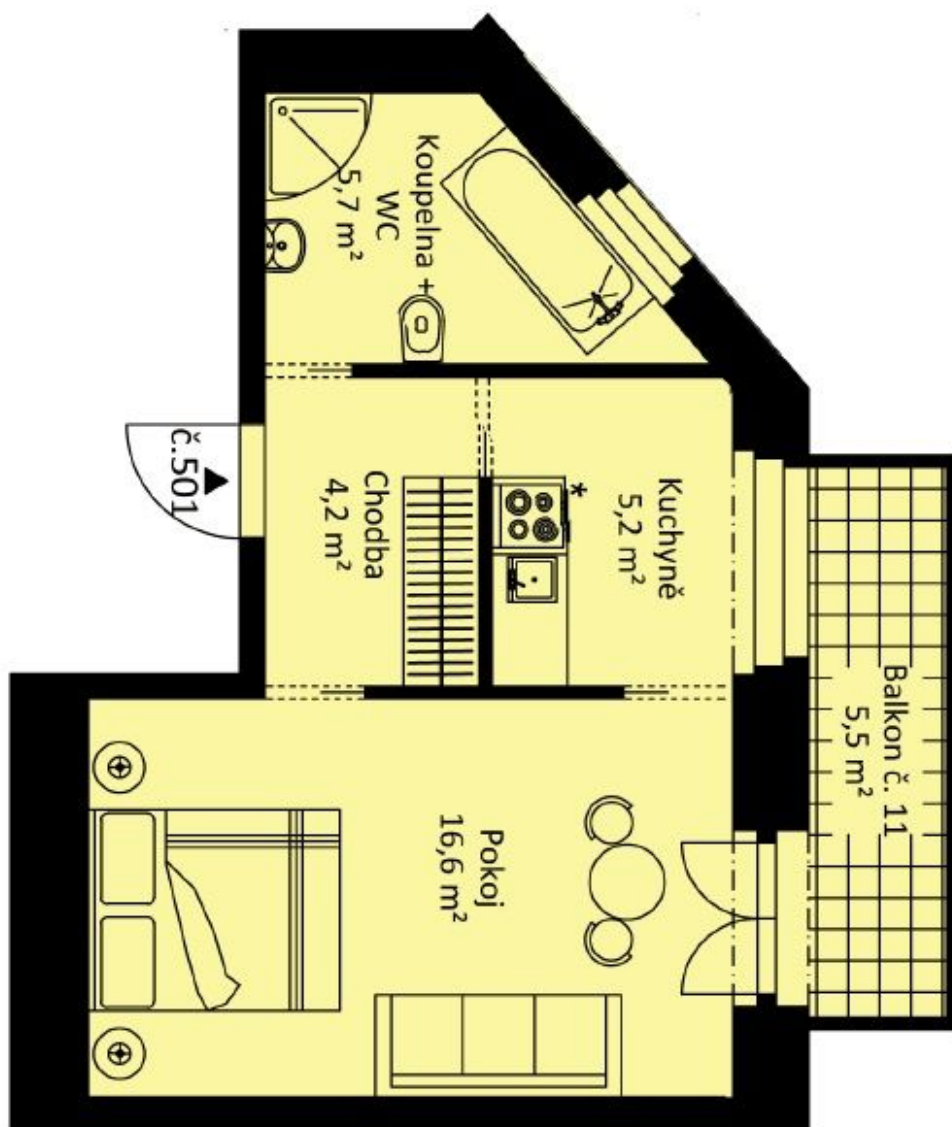 Koupelna +
WC
5,7 m²
č.501
Chodba
4,2 m²
*
Kuchyně
5,2 m²
Balkon č. 11
5,5 m²
Pokoj
16,6 m²